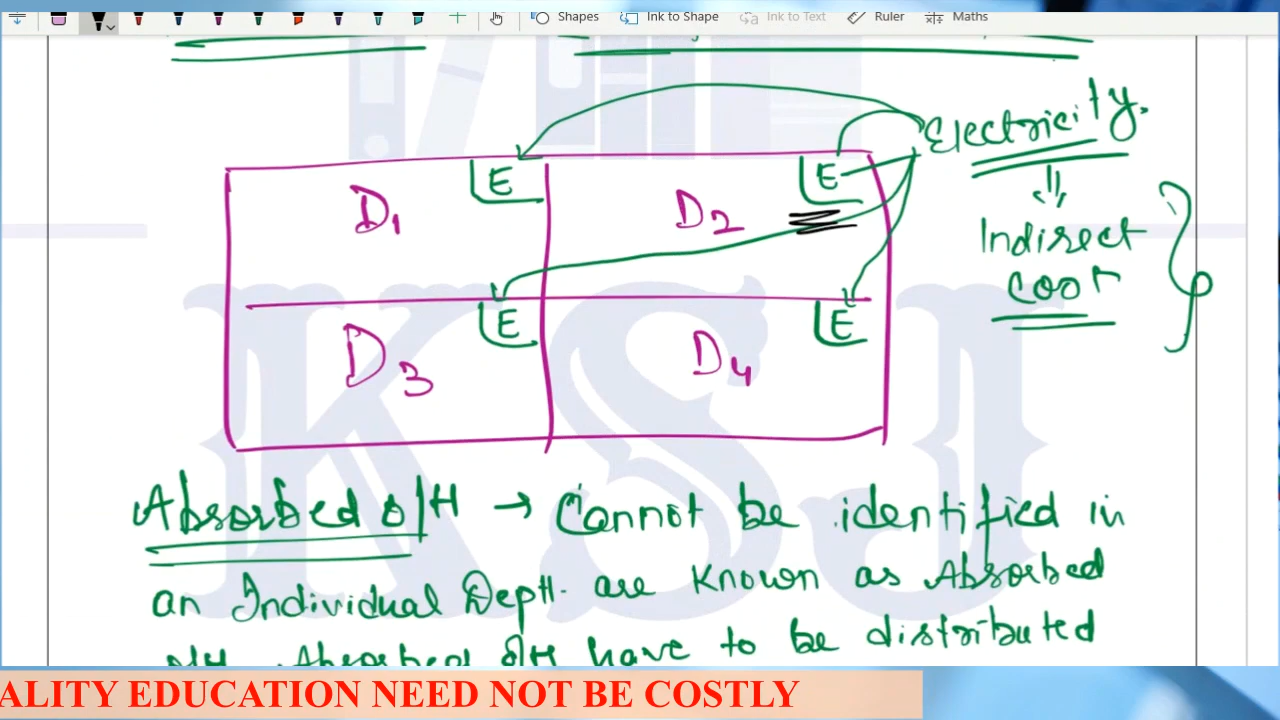 Shapes Ink to Shape Ink to Text Ruler Maths
Electricity.
E E
D1 D2
Indirect
cost
E E
D3 D4
Absorbed o/H → Cannot be identified in
an Individual Deptt. are known as Absorbed
o/H. Absorbed o/H have to be distributed
KSJ
ALITY EDUCATION NEED NOT BE COSTLY